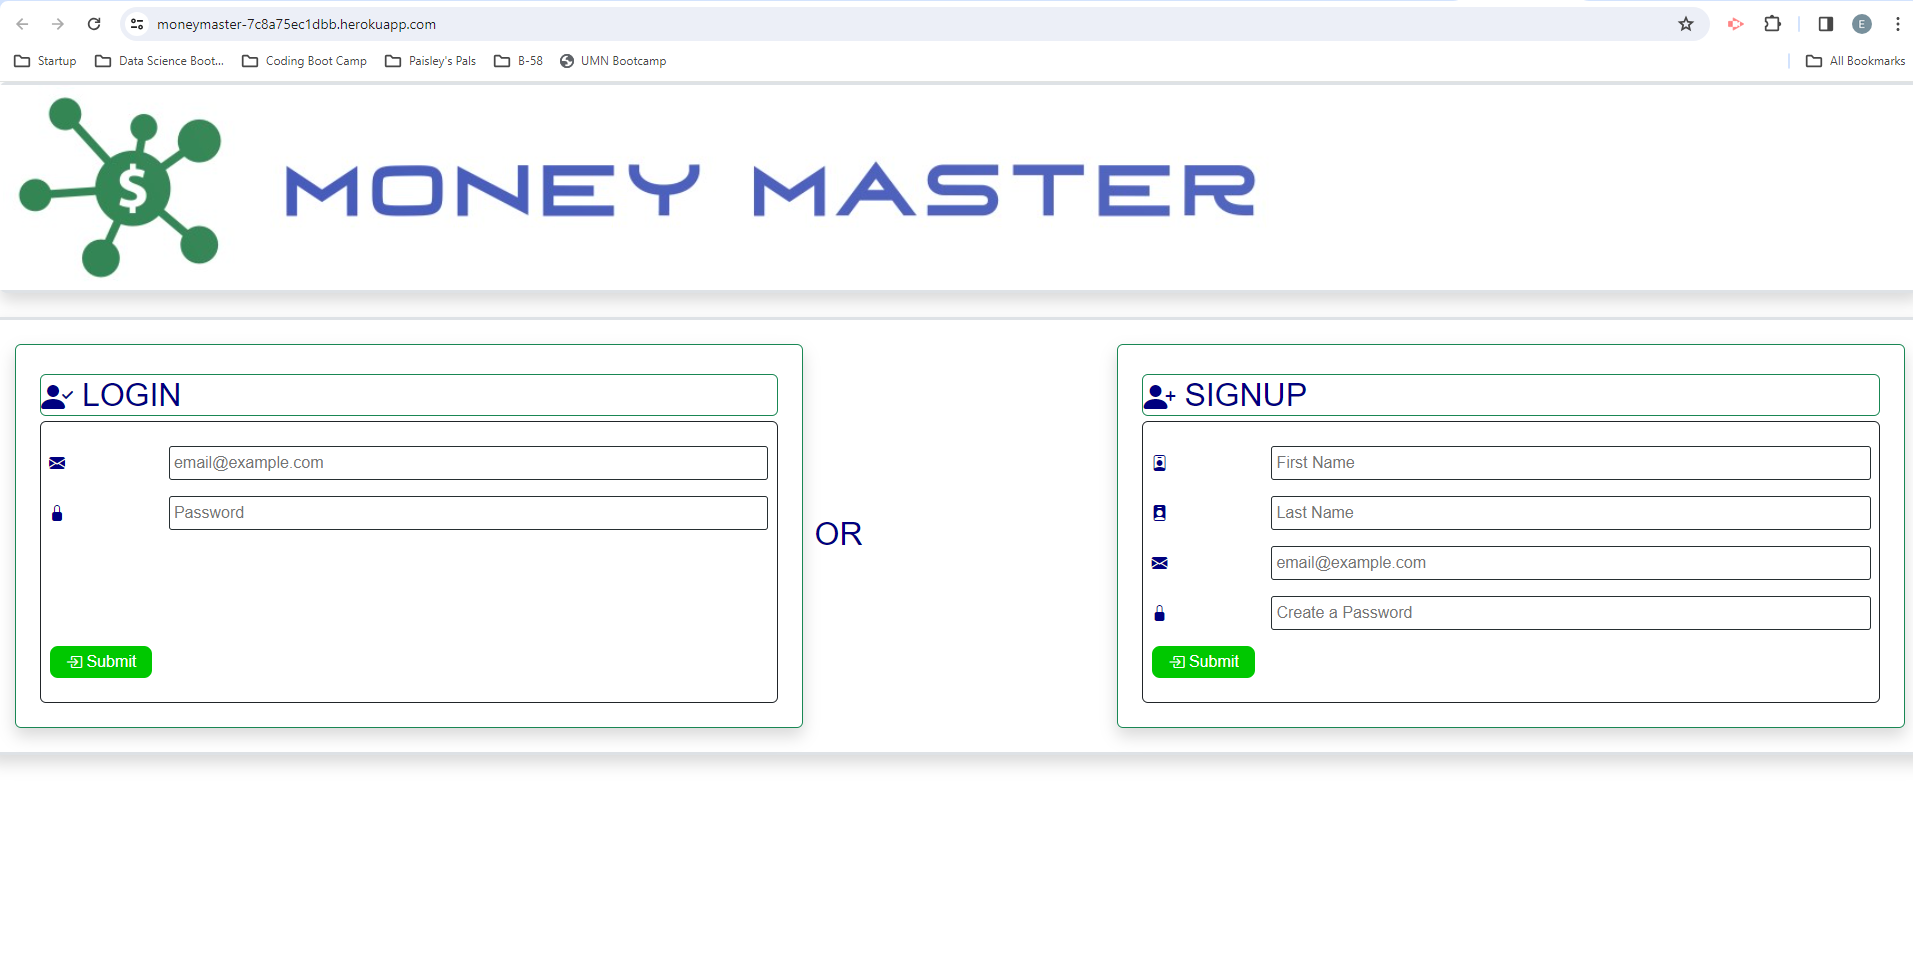 moneymaster-7c8a75ec1dbb.herokuapp.com
E
Startup
Data Science Boot...
Coding Boot Camp
Paisley's Pals
B-58
UMN Bootcamp
All Bookmarks
$
MONEY MASTER
LOGIN
email@example.com
Password
Submit
OR
SIGNUP
First Name
Last Name
email@example.com
Create a Password
Submit